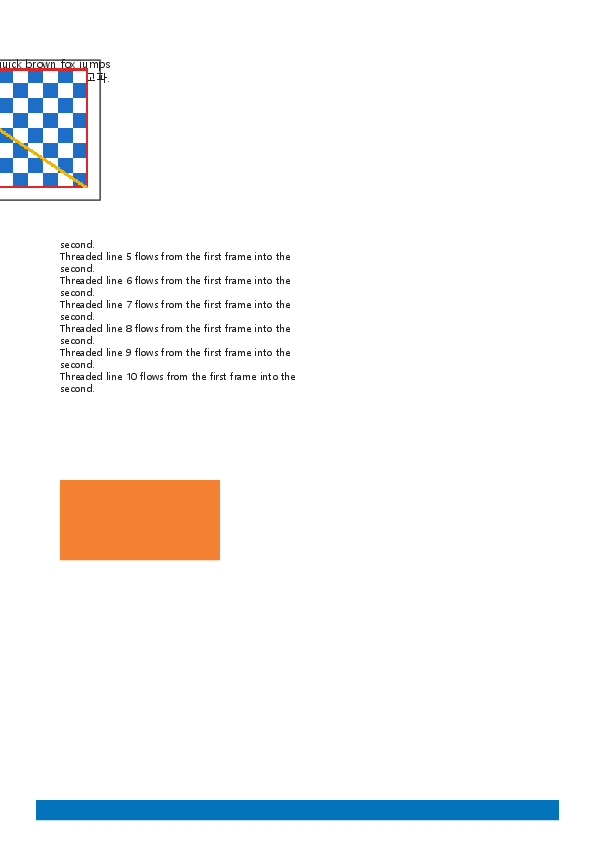 quick brown fox jumps
고파.
second.
Threaded line 5 flows from the first frame into the
second.
Threaded line 6 flows from the first frame into the
second.
Threaded line 7 flows from the first frame into the
second.
Threaded line 8 flows from the first frame into the
second.
Threaded line 9 flows from the first frame into the
second.
Threaded line 10 flows from the first frame into the
second.